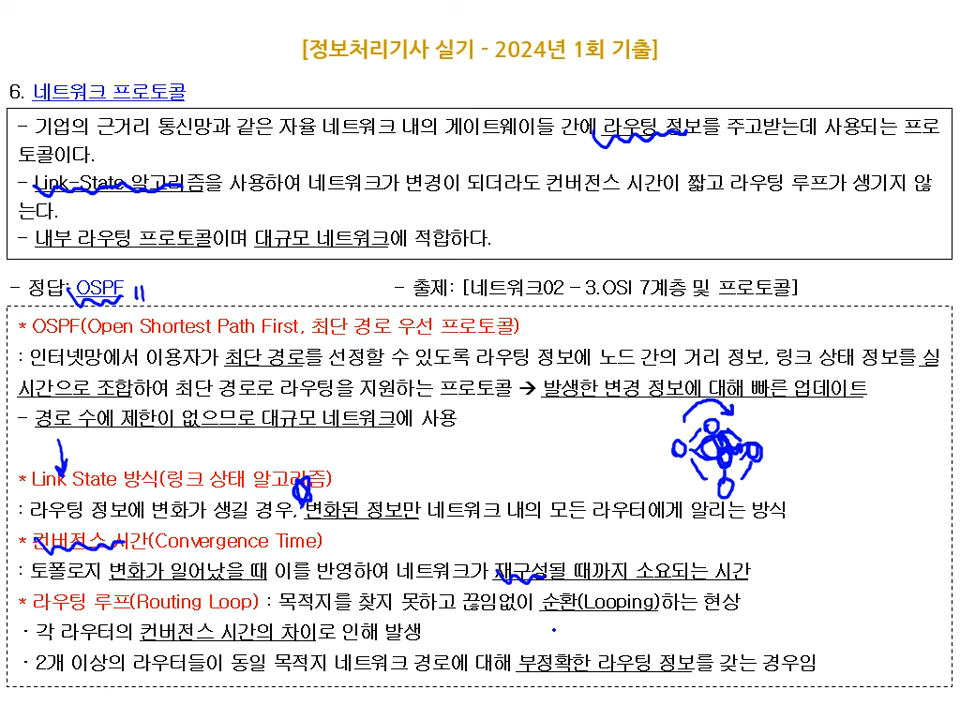 [정보처리기사 실기 - 2024년 1회 기출]
6. 네트워크 프로토콜
- 기업의 근거리 통신망과 같은 자율 네트워크 내의 게이트웨이들 간에 라우팅 정보를 주고받는데 사용되는 프로
토콜이다.
- Link-State 알고리즘을 사용하여 네트워크가 변경이 되더라도 컨버전스 시간이 짧고 라우팅 루프가 생기지 않
는다.
- 내부 라우팅 프로토콜이며 대규모 네트워크에 적합하다.
- 정답: OSPF - 출제: [네트워크02 - 3.OSI 7계층 및 프로토콜]
* OSPF(Open Shortest Path First, 최단 경로 우선 프로토콜)
: 인터넷망에서 이용자가 최단 경로를 선정할 수 있도록 라우팅 정보에 노드 간의 거리 정보, 링크 상태 정보를 실
시간으로 조합하여 최단 경로로 라우팅을 지원하는 프로토콜 → 발생한 변경 정보에 대해 빠른 업데이트
- 경로 수에 제한이 없으므로 대규모 네트워크에 사용
* Link State 방식(링크 상태 알고리즘)
: 라우팅 정보에 변화가 생길 경우, 변화된 정보만 네트워크 내의 모든 라우터에게 알리는 방식
* 컨버전스 시간(Convergence Time)
: 토폴로지 변화가 일어났을 때 이를 반영하여 네트워크가 재구성될 때까지 소요되는 시간
* 라우팅 루프(Routing Loop) : 목적지를 찾지 못하고 끊임없이 순환(Looping)하는 현상
· 각 라우터의 컨버전스 시간의 차이로 인해 발생
· 2개 이상의 라우터들이 동일 목적지 네트워크 경로에 대해 부정확한 라우팅 정보를 갖는 경우임